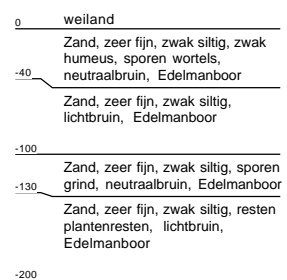 0 weiland
Zand, zeer fijn, zwak siltig, zwak
humeus, sporen wortels,
neutraalbruin, Edelmanboor
-40
Zand, zeer fijn, zwak siltig,
lichtbruin, Edelmanboor
-100
Zand, zeer fijn, zwak siltig, sporen
grind, neutraalbruin, Edelmanboor
-130
Zand, zeer fijn, zwak siltig, resten
plantenresten, lichtbruin,
Edelmanboor
-200